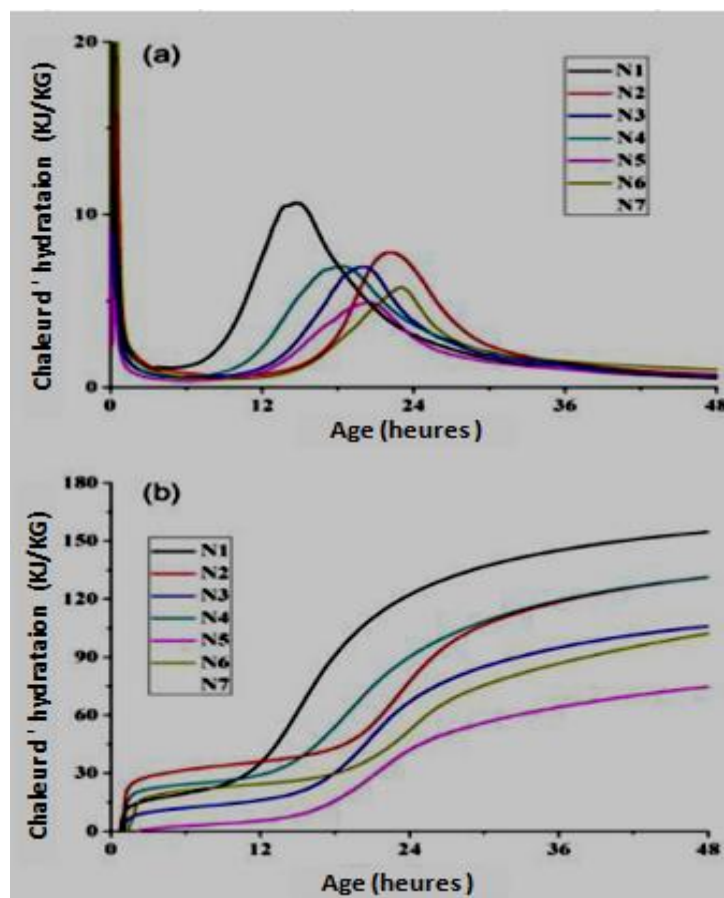 (a)
Chaleurd ' hydrataion (KJ/KG)
20
10
0
N1
N2
N3
N4
N5
N6
N7
0 12 24 36 48
Age (heures )
(b)
Chaleurd ' hydrataion (KJ/KG)
180
150
120
90
60
30
0
N1
N2
N3
N4
N5
N6
N7
0 12 24 36 48
Age (heures )